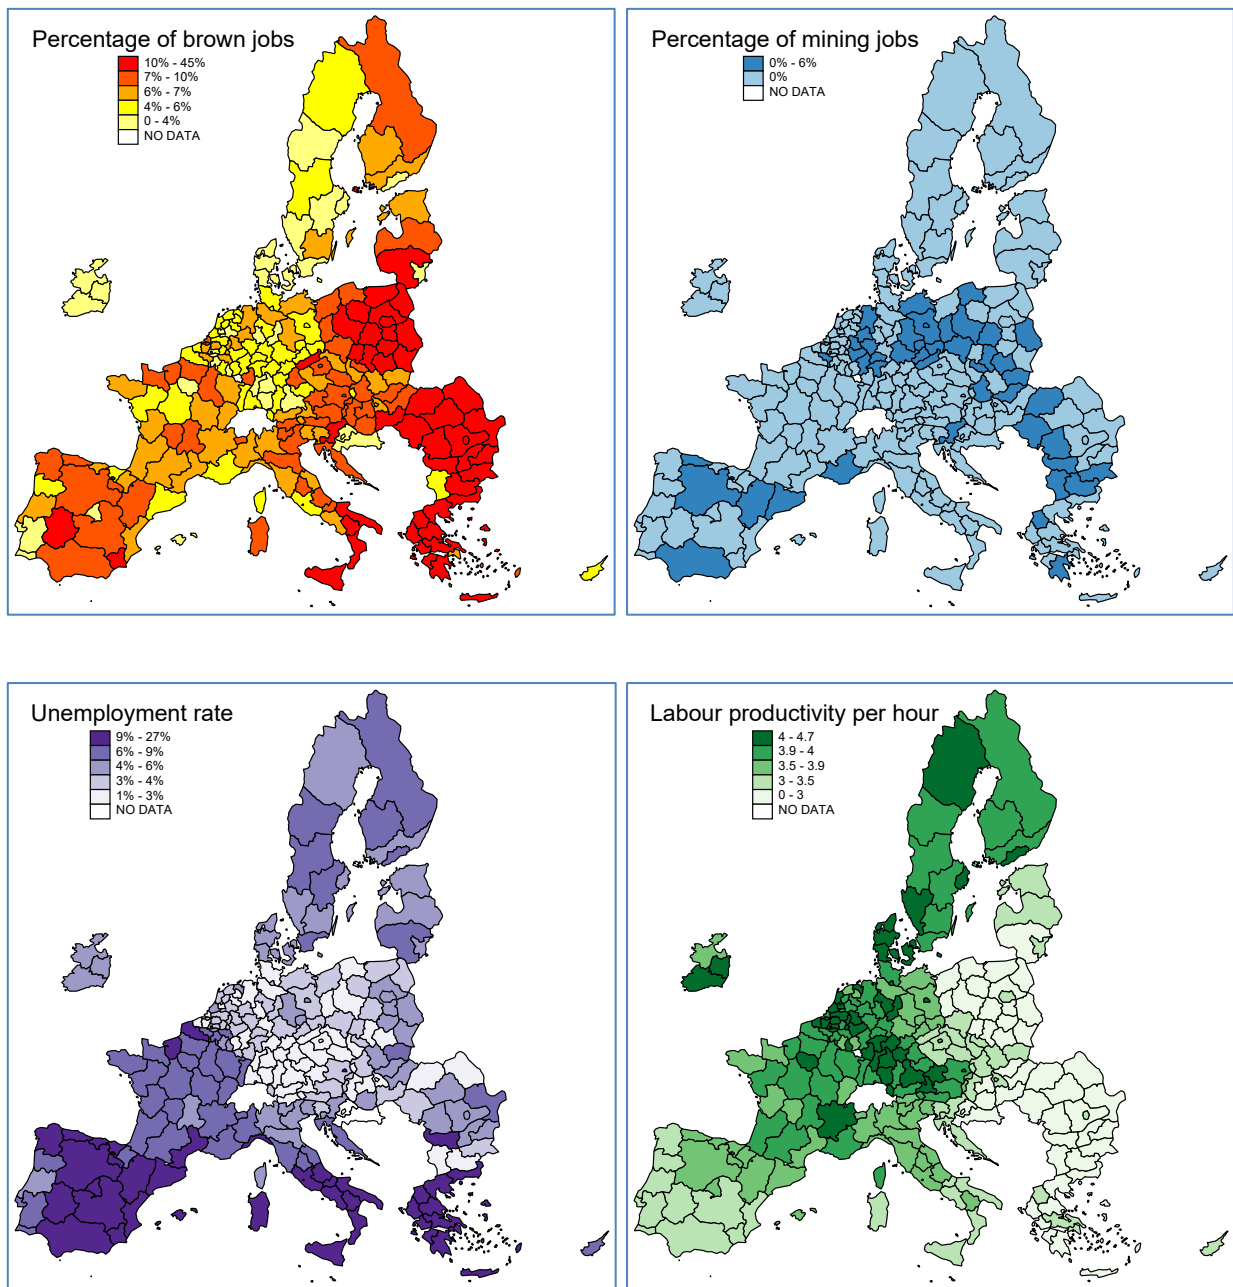 Percentage of brown jobs
10% - 45%
7% - 10%
6% - 7%
4% - 6%
0 - 4%
NO DATA
Percentage of mining jobs
0% - 6%
0%
NO DATA
Unemployment rate
9% - 27%
6% - 9%
4% - 6%
3% - 4%
1% - 3%
NO DATA
Labour productivity per hour
4 - 4.7
3.9 - 4
3.5 - 3.9
3 - 3.5
0 - 3
NO DATA